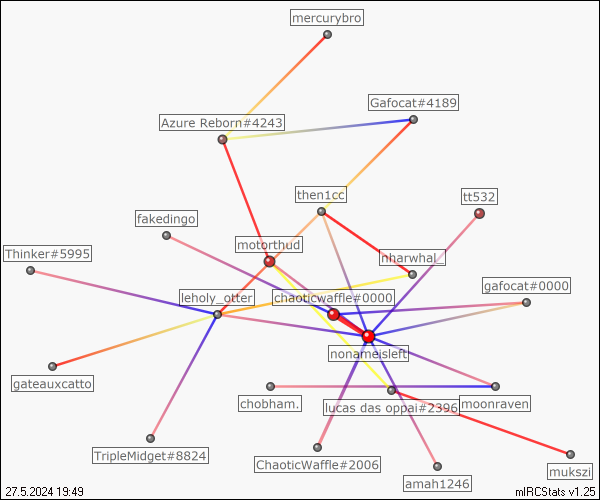 mercurybro
Gafocat#4189
Azure Reborn#4243
then1cc
tt532
fakedingo
motorthud
Thinker#5995
nharwhal_
gafocat#0000
leholy_otter
chaoticwaffle#0000
nonameisleft
gateauxcatto
chobham.
lucas das oppai#2396
moonraven
TripleMidget#8824
ChaoticWaffle#2006
mukszi
amah1246
27.5.2024 19:49
mIRCStats v1.25